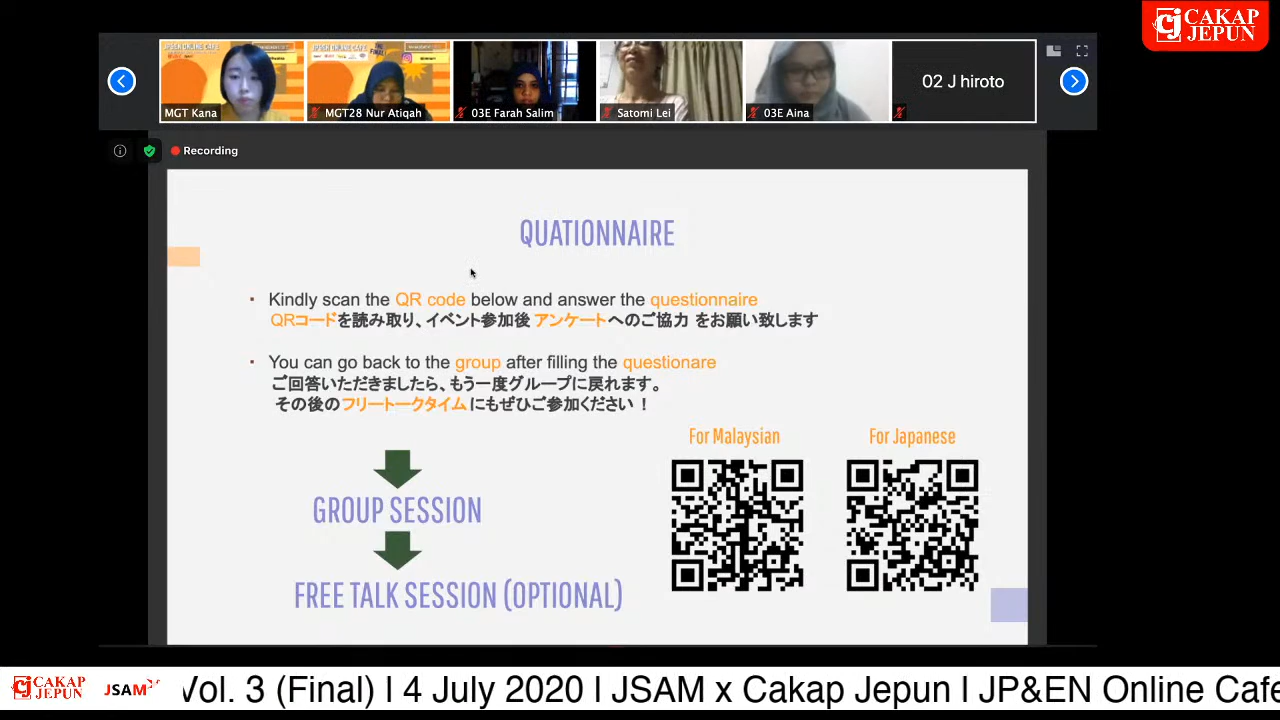 CAKAP
JEPUN
MGT Kana
MGT28 Nur Atiqah
03E Farah Salim
Satomi Lei
03E Aina
02 J hiroto
Recording
QUATIONNAIRE
Kindly scan the QR code below and answer the questionnaire
QRコードを読み取り、イベント参加後 アンケートへのご協力 をお願い致します
You can go back to the group after filling the questionare
ご回答いただきましたら、もう一度グループに戻れます。
その後のフリートークタイムにもぜひご参加ください！
For Malaysian
For Japanese
GROUP SESSION
FREE TALK SESSION (OPTIONAL)
CAKAP
JEPUN
JSAM
Vol. 3 (Final) I 4 July 2020 I JSAM x Cakap Jepun I JP&EN Online Cafe